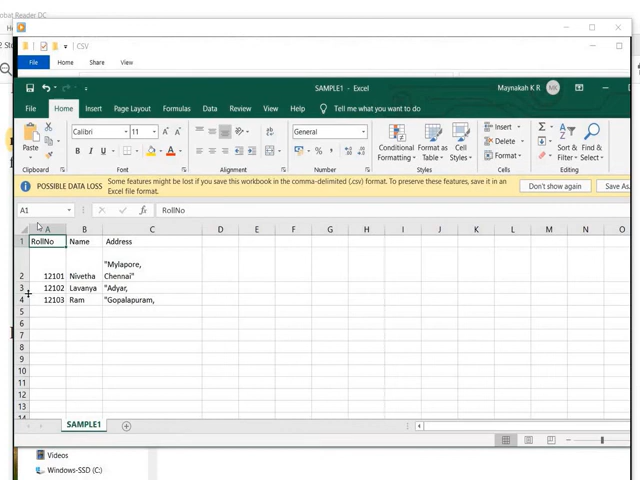 obat Reader DC
CSV
File Home Share View
SAMPLE1 - Excel Maynakah K R MK
File Home Insert Page Layout Formulas Data Review View Help Tell me what you want to do
Paste
Calibri 11
B I U
General
Conditional Formatting
Format as Table
Cell Styles
Insert
Delete
Format
Sort & Filter
Find & Select
Clipboard Font Alignment Number Styles Cells Editing
POSSIBLE DATA LOSS Some features might be lost if you save this workbook in the comma-delimited (.csv) format. To preserve these features, save it in an Excel file format. Don't show again Save As.
A1 fx RollNo
A B C D E F G H I J K L M N O
1 RollNo Name Address
"Mylapore,
2 12101 Nivetha Chennai"
3 12102 Lavanya "Adyar,
4 12103 Ram "Gopalapuram,
5
6
7
8
9
10
11
12
13
14
SAMPLE1
Videos
Windows-SSD (C:)